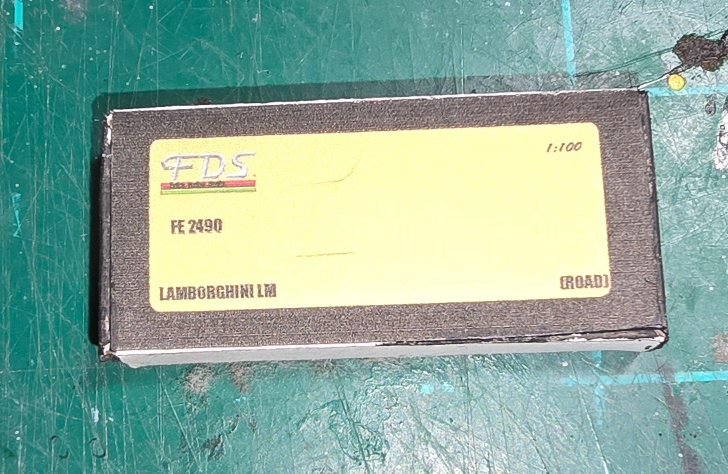 FDS
1:100
FE 2490
LAMBORGHINI LM
(ROAD)